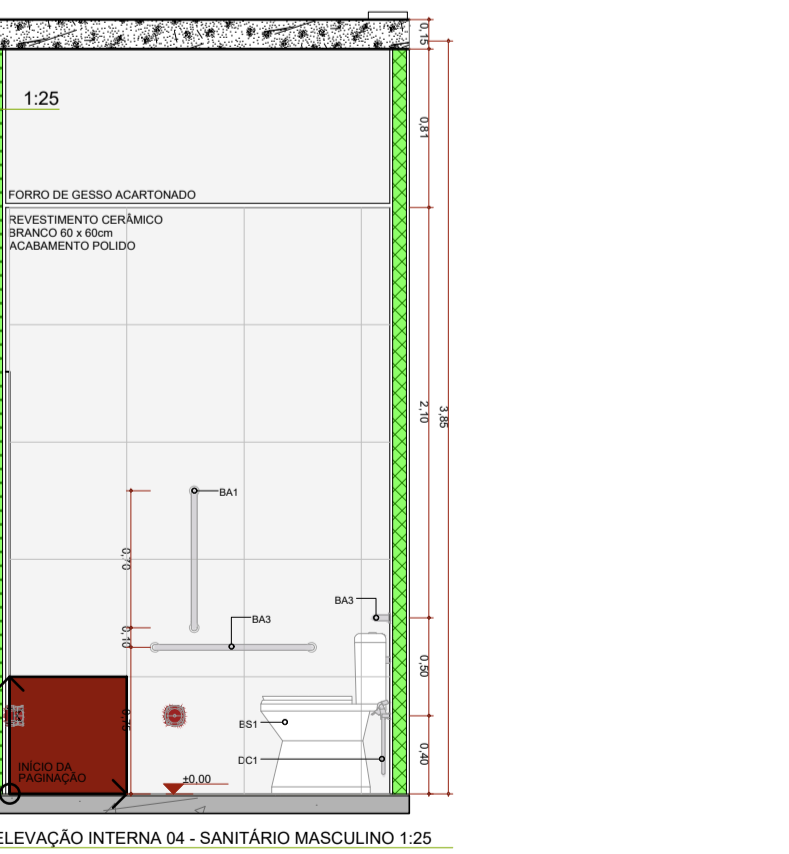 0,15
1:25
0,81
FORRO DE GESSO ACARTONADO
REVESTIMENTO CERÂMICO
BRANCO 60 x 60cm
ACABAMENTO POLIDO
2,10
3,85
BA1
0,70
BA3
BA3
0,10
0,50
0,75
BS1
DC1
0,40
INÍCIO DA
PAGINAÇÃO
±0,00
ELEVAÇÃO INTERNA 04 - SANITÁRIO MASCULINO 1:25